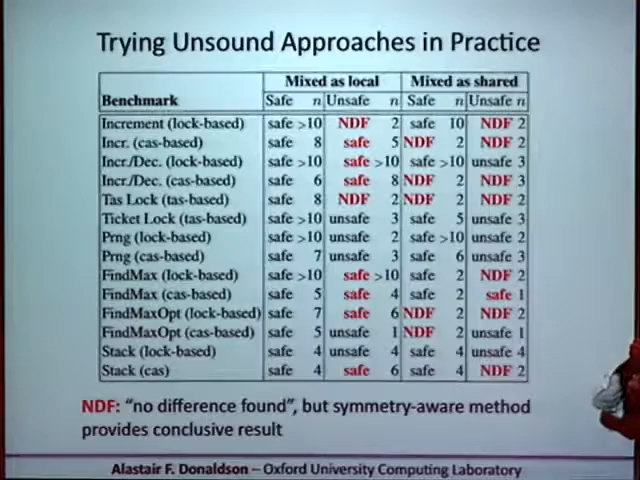 Trying Unsound Approaches in Practice
Mixed as local Mixed as shared
Benchmark Safe n Unsafe n Safe n Unsafe n
Increment (lock-based) safe >10 NDF 2 safe 10 NDF 2
Incr. (cas-based) safe 8 safe 5 NDF 2 NDF 2
Incr./Dec. (lock-based) safe >10 safe >10 safe >10 unsafe 3
Incr./Dec. (cas-based) safe 6 safe 8 NDF 2 NDF 3
Tas Lock (tas-based) safe 8 NDF 2 NDF 2 NDF 2
Ticket Lock (tas-based) safe >10 unsafe 3 safe 5 unsafe 3
Prng (lock-based) safe >10 unsafe 2 safe >10 unsafe 2
Prng (cas-based) safe 7 unsafe 3 safe 6 unsafe 3
FindMax (lock-based) safe >10 safe >10 safe 2 NDF 2
FindMax (cas-based) safe 5 safe 4 safe 2 safe 1
FindMaxOpt (lock-based) safe 7 safe 6 NDF 2 NDF 2
FindMaxOpt (cas-based) safe 5 unsafe 1 NDF 2 unsafe 1
Stack (lock-based) safe 4 unsafe 4 safe 4 unsafe 4
Stack (cas) safe 4 safe 6 safe 4 NDF 2
NDF: "no difference found", but symmetry-aware method
provides conclusive result
Alastair F. Donaldson – Oxford University Computing Laboratory